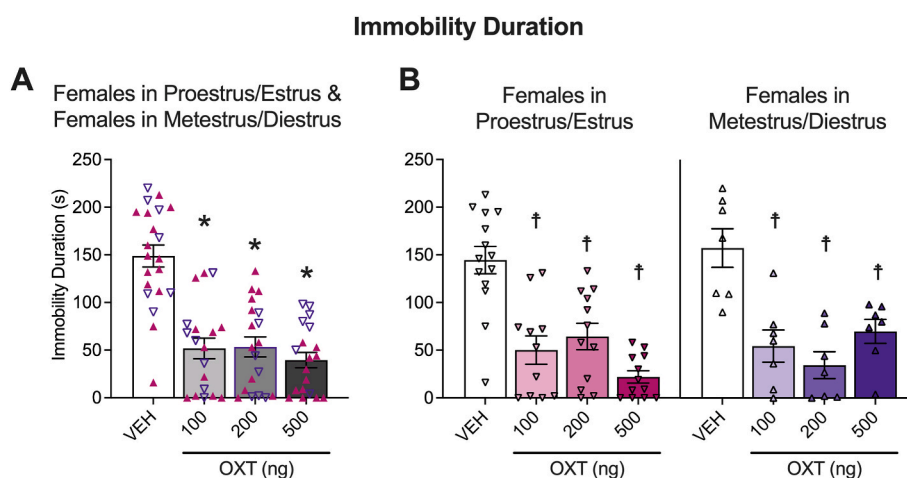 Immobility Duration
A
Females in Proestrus/Estrus &
Females in Metestrus/Diestrus
Immobility Duration (s)
250
200
150
100
50
0
*
*
*
VEH
100
200
500
OXT (ng)
B
Females in
Proestrus/Estrus
250
200
150
100
50
0
†
†
†
VEH
100
200
500
OXT (ng)
Females in
Metestrus/Diestrus
†
†
†
VEH
100
200
500
OXT (ng)